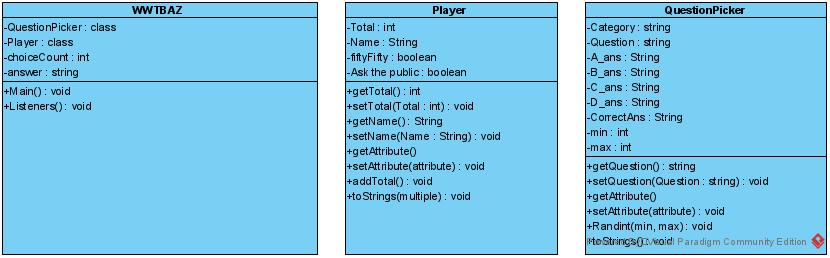 WWTBAZ
-QuestionPicker : class
-Player : class
-choiceCount : int
-answer : string
+Main() : void
+Listeners() : void
Player
-Total : int
-Name : String
-fiftyFifty : boolean
-Ask the public : boolean
+getTotal() : int
+setTotal(Total : int) : void
+getName() : String
+setName(Name : String) : void
+getAttribute()
+setAttribute(attribute) : void
+addTotal() : void
+toStrings(multiple) : void
QuestionPicker
-Category : string
-Question : string
-A_ans : String
-B_ans : String
-C_ans : String
-D_ans : String
-CorrectAns : String
-min : int
-max : int
+getQuestion() : string
+setQuestion(Question : string) : void
+getAttribute()
+setAttribute(attribute) : void
+Randint(min, max) : void
+toStrings() : void
Visual Paradigm Community Edition